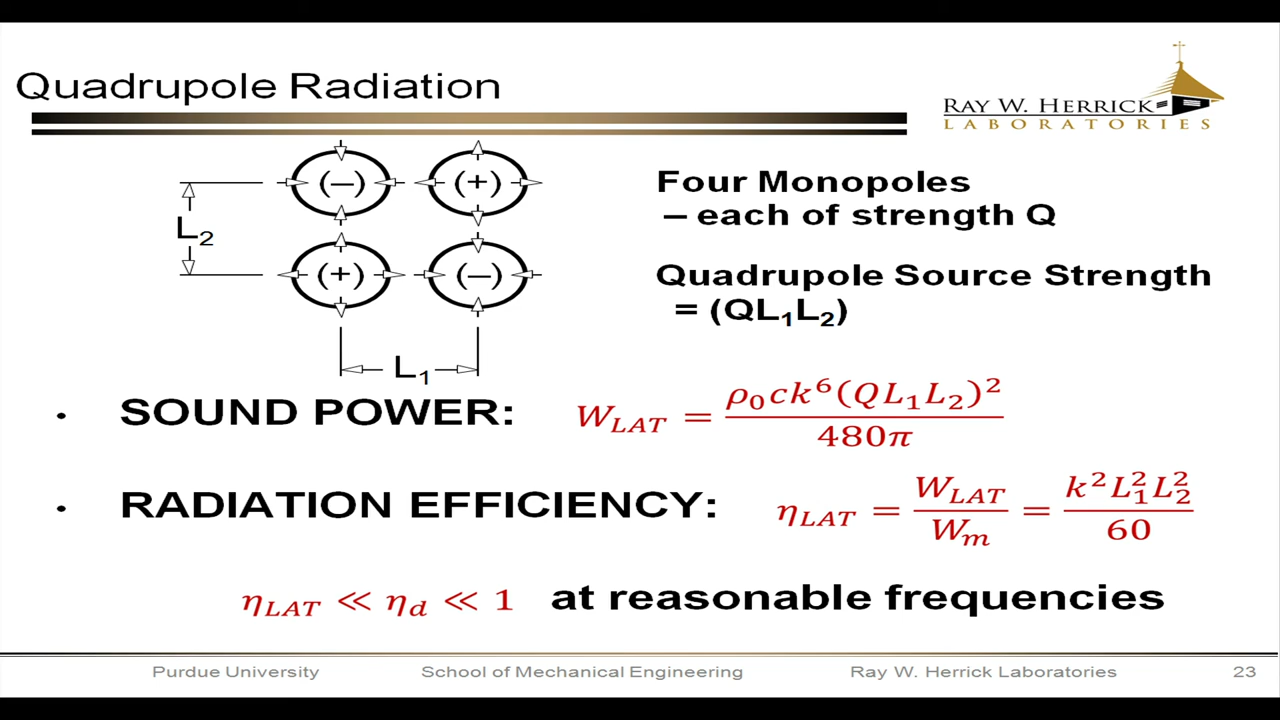 Quadrupole Radiation
RAY W. HERRICK
LABORATORIES
(–) (+)
L₂
(+) (–)
L₁
Four Monopoles
– each of strength Q
Quadrupole Source Strength
= (QL₁L₂)
• SOUND POWER: W_LAT = ρ₀ck⁶(QL₁L₂)² / 480π
• RADIATION EFFICIENCY: η_LAT = W_LAT / W_m = k²L₁²L₂² / 60
η_LAT ≪ η_d ≪ 1 at reasonable frequencies
Purdue University School of Mechanical Engineering Ray W. Herrick Laboratories 23